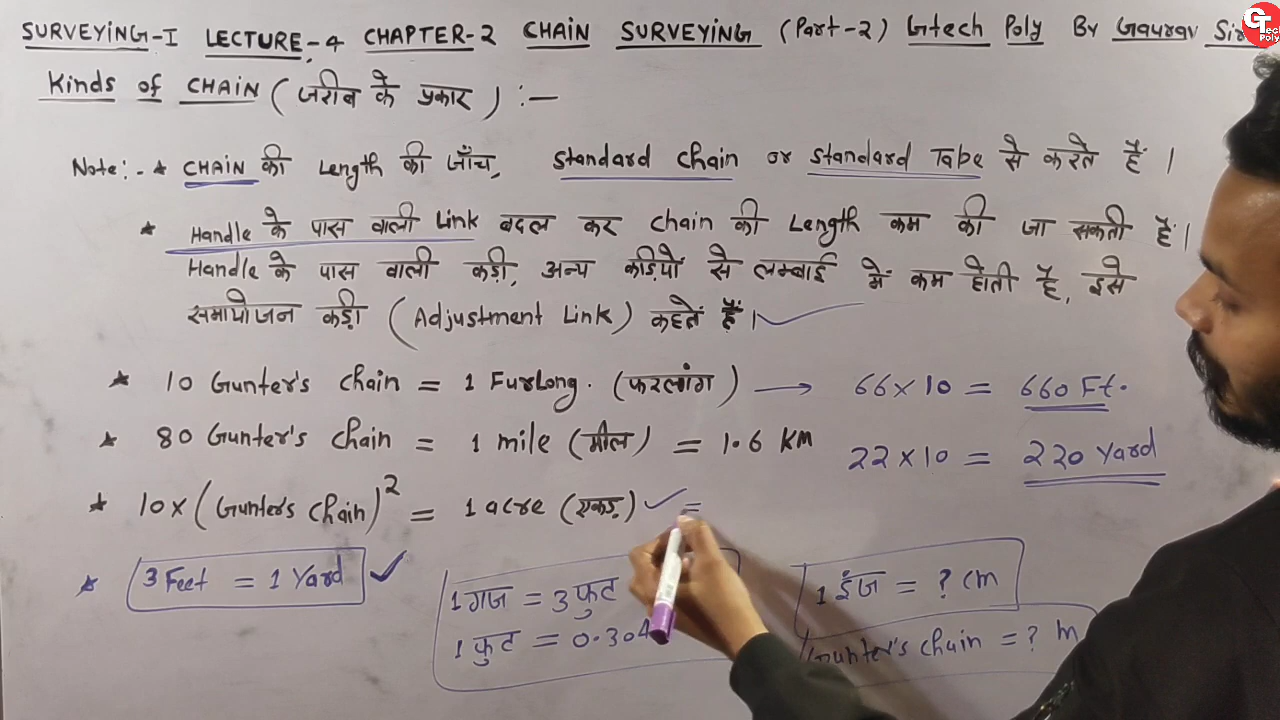 SURVEYING-I LECTURE-4 CHAPTER-2 CHAIN SURVEYING (Part-2) Gtech Poly By Gaurav Sir
GTech Poly
Kinds of CHAIN (जरीब के प्रकार) :-
Note:- * CHAIN की Length की जाँच, Standard Chain or Standard Tape से करते हैं।
* Handle के पास वाली Link बदल कर Chain की Length कम की जा सकती हैं।
Handle के पास वाली कड़ी, अन्य कड़ियों से लम्बाई में कम होती है, इसे
समायोजन कड़ी (Adjustment Link) कहतें हैं।
* 10 Gunter's Chain = 1 Furlong. (फरलांग) → 66×10 = 660 Ft.
* 80 Gunter's Chain = 1 mile (मील) = 1.6 KM
22×10 = 220 Yard
* 10×(Gunter's Chain)² = 1 acre (एकड़) =
* 3 Feet = 1 Yard
1 गज = 3 फुट
1 फुट = 0.304
1 इंज = ? cm
Gunter's Chain = ? M